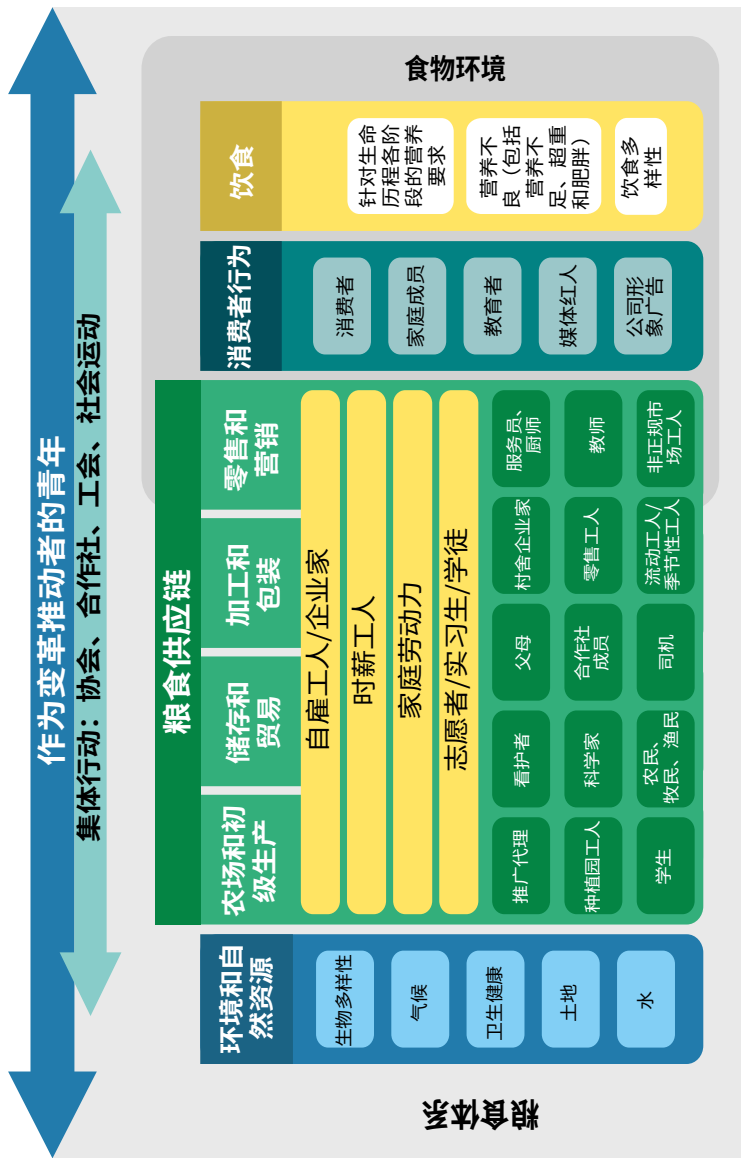 作为变革推动者的青年
集体行动：协会、合作社、工会、社会运动
粮食体系
环境和自
然资源
生物多样性
气候
卫生健康
土地
水
粮食供应链
农场和初
级生产
储存和
贸易
加工和
包装
零售和
营销
自雇工人/企业家
时薪工人
家庭劳动力
志愿者/实习生/学徒
推广代理
看护者
父母
村舍企业家
服务员、
厨师
种植园工人
科学家
合作社
成员
零售工人
教师
学生
农民、
牧民、渔民
司机
流动工人/
季节性工人
非正规市
场工人
食物环境
消费者行为
消费者
家庭成员
教育者
媒体红人
公司形
象广告
饮食
针对生命
历程各阶
段的营养
要求
营养不
良（包括
营养不
足、超重
和肥胖）
饮食多
样性